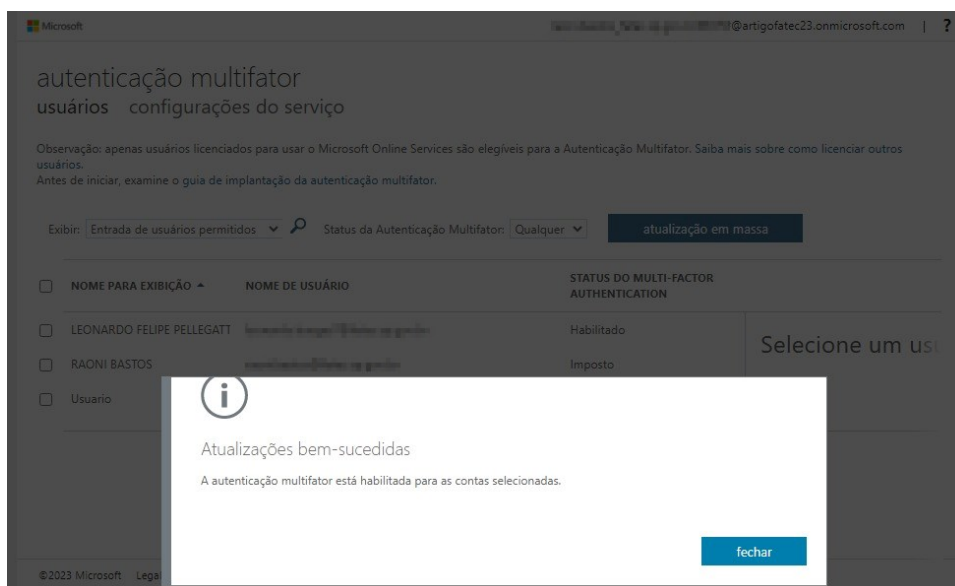 Microsoft
@artigofatec23.onmicrosoft.com | ?
autenticação multifator
usuários configurações do serviço
Observação: apenas usuários licenciados para usar o Microsoft Online Services são elegíveis para a Autenticação Multifator. Saiba mais sobre como licenciar outros
usuários.
Antes de iniciar, examine o guia de implantação da autenticação multifator.
Exibir: Entrada de usuários permitidos Status da Autenticação Multifator: Qualquer atualização em massa
NOME PARA EXIBIÇÃO NOME DE USUÁRIO STATUS DO MULTI-FACTOR
AUTHENTICATION
LEONARDO FELIPE PELLEGATT Habilitado
Selecione um us
RAONI BASTOS Imposto
Usuario
i
Atualizações bem-sucedidas
A autenticação multifator está habilitada para as contas selecionadas.
fechar
©2023 Microsoft Legal